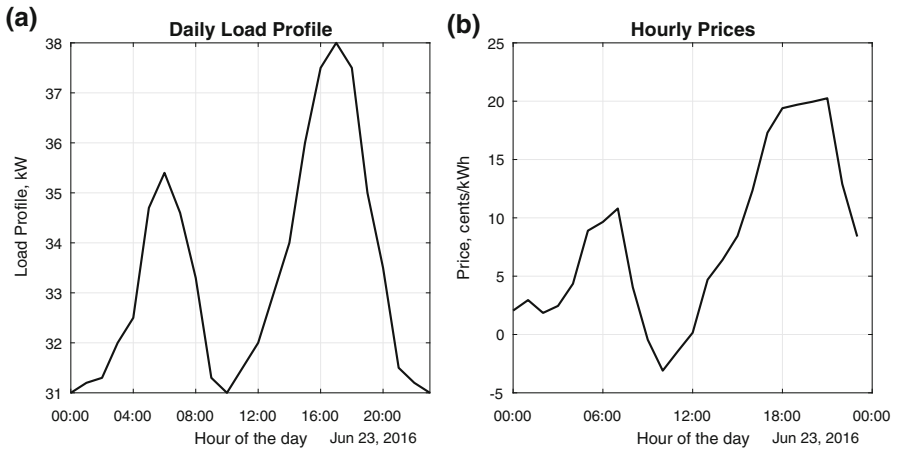 (a)
Daily Load Profile
38
37
36
35
34
33
32
31
Load Profile, kW
00:00 04:00 08:00 12:00 16:00 20:00
Hour of the day Jun 23, 2016
(b)
Hourly Prices
25
20
15
10
5
0
-5
Price, cents/kWh
00:00 06:00 12:00 18:00 00:00
Hour of the day Jun 23, 2016